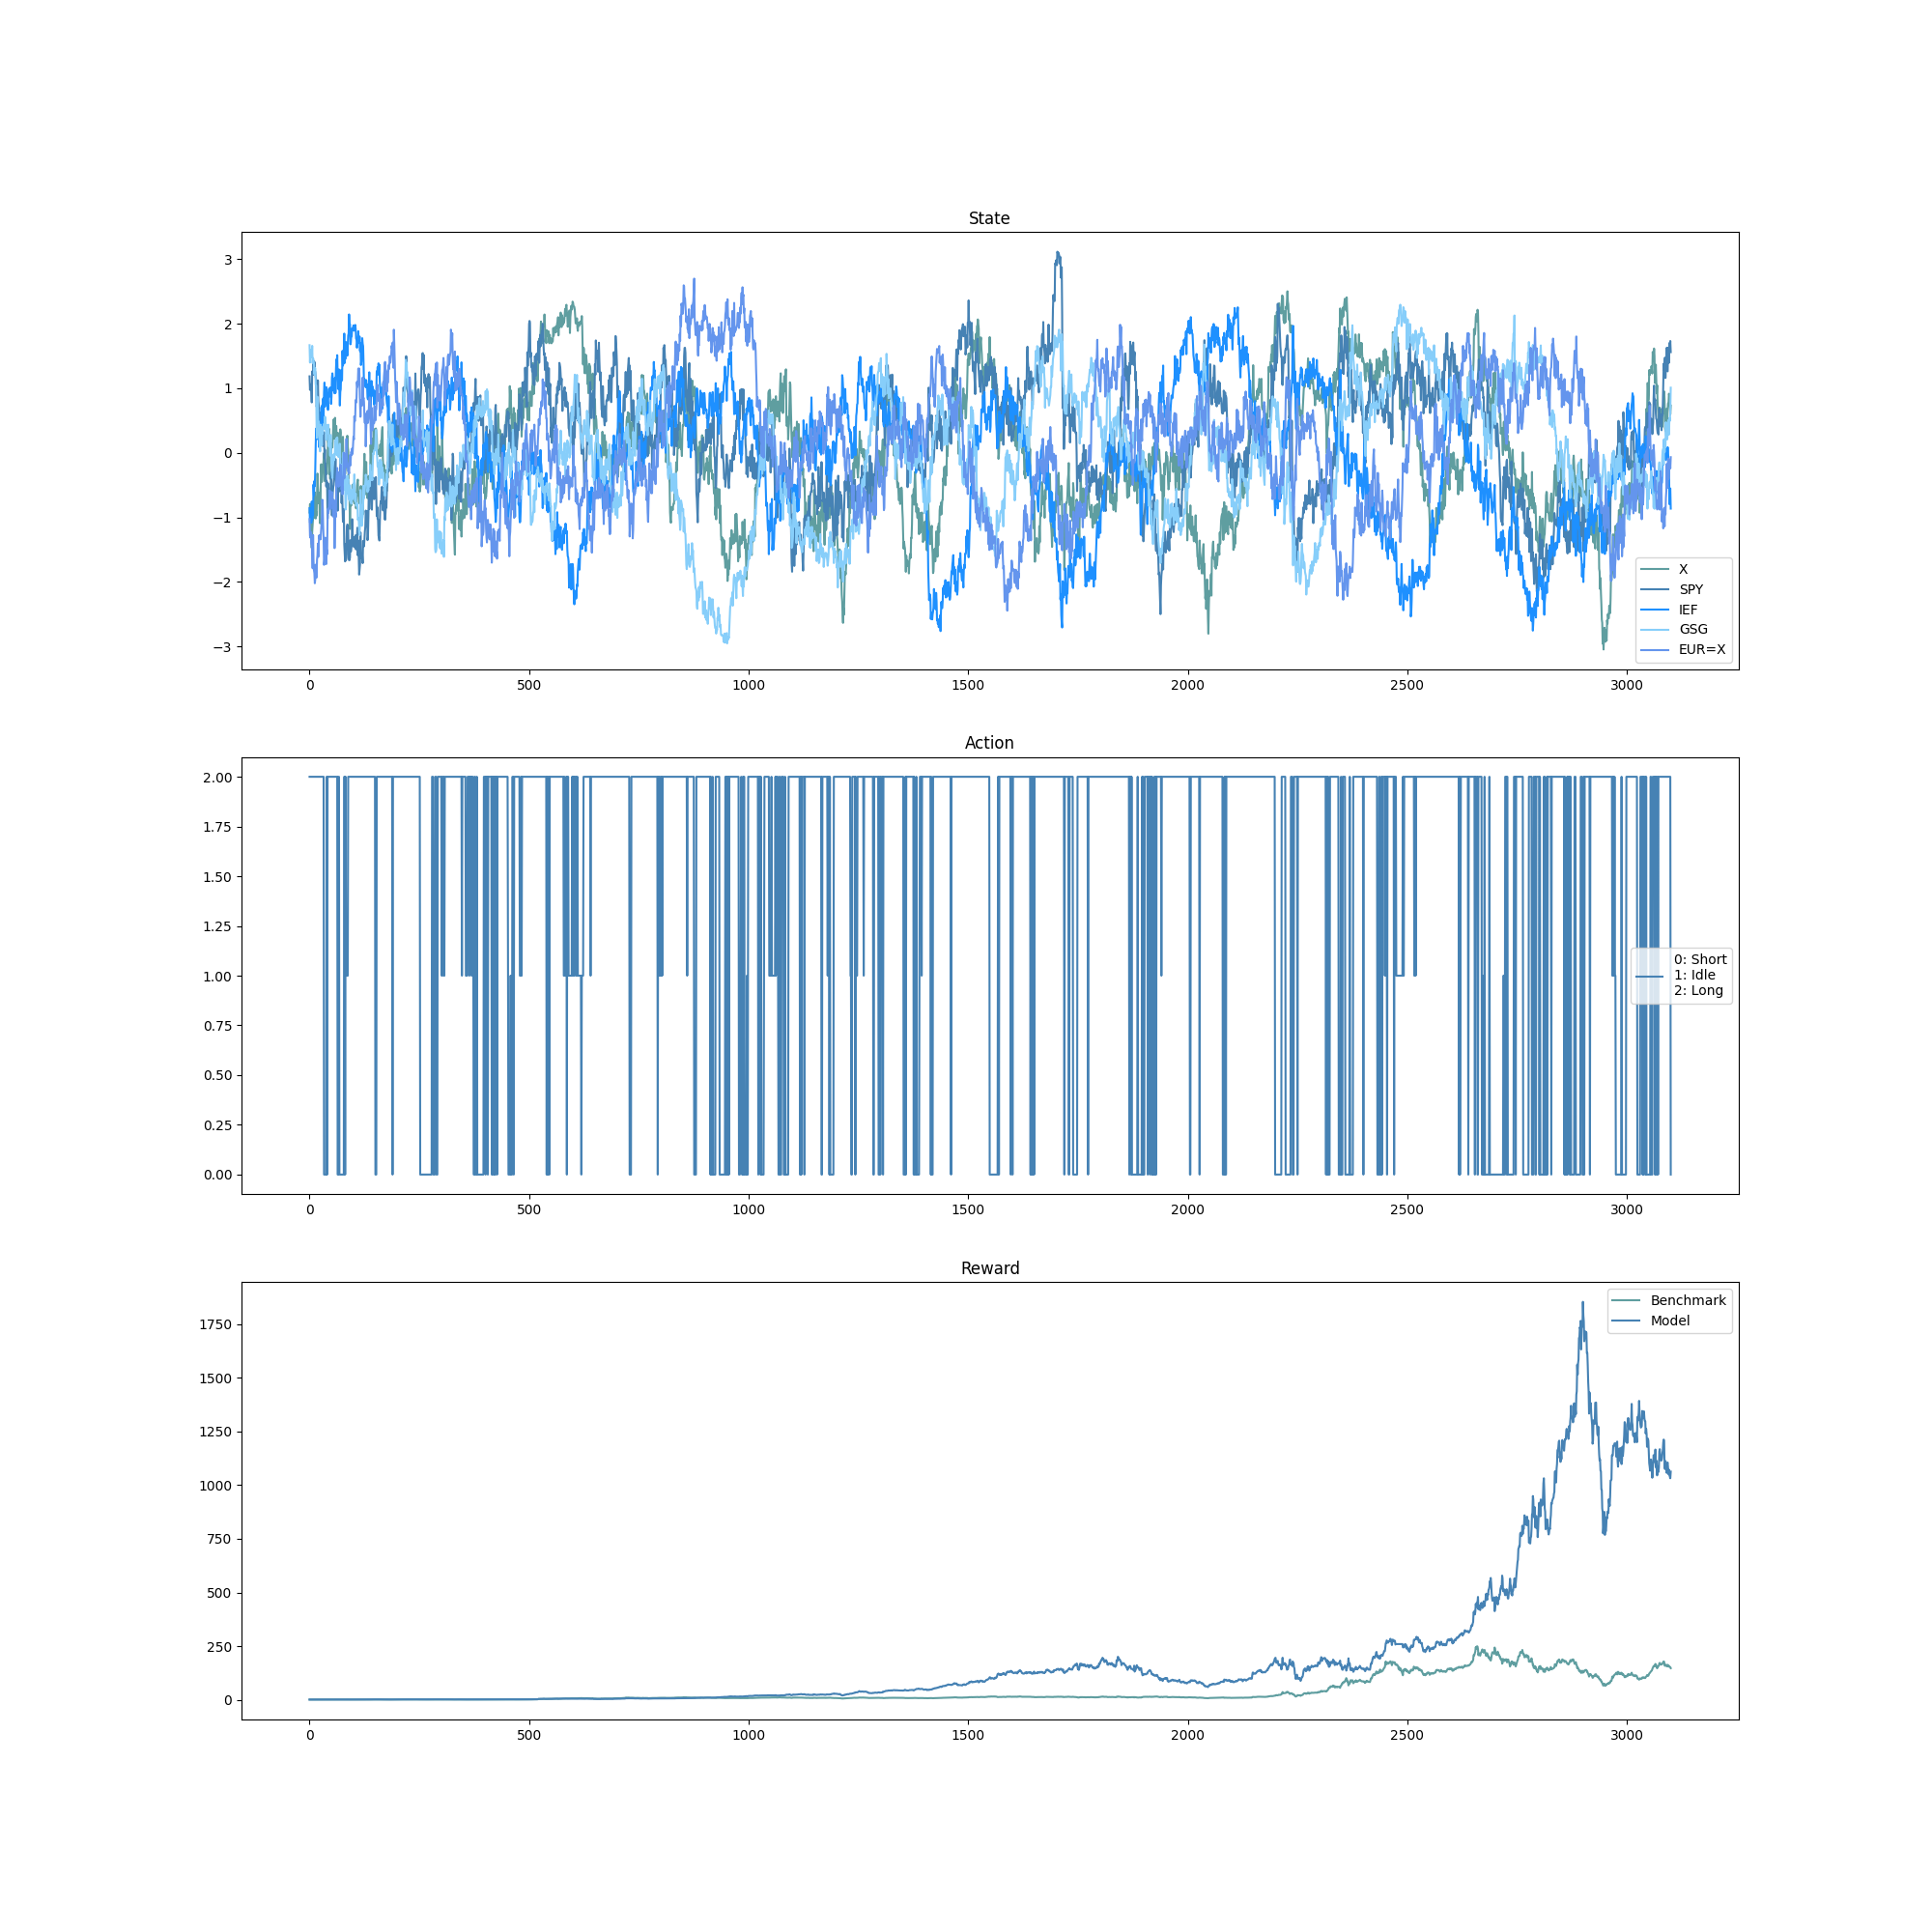 State
3
2
1
0
−1
−2
−3
X
SPY
IEF
GSG
EUR=X
0 500 1000 1500 2000 2500 3000
Action
2.00
1.75
1.50
1.25
1.00
0.75
0.50
0.25
0.00
0: Short
1: Idle
2: Long
0 500 1000 1500 2000 2500 3000
Reward
1750
1500
1250
1000
750
500
250
0
Benchmark
Model
0 500 1000 1500 2000 2500 3000